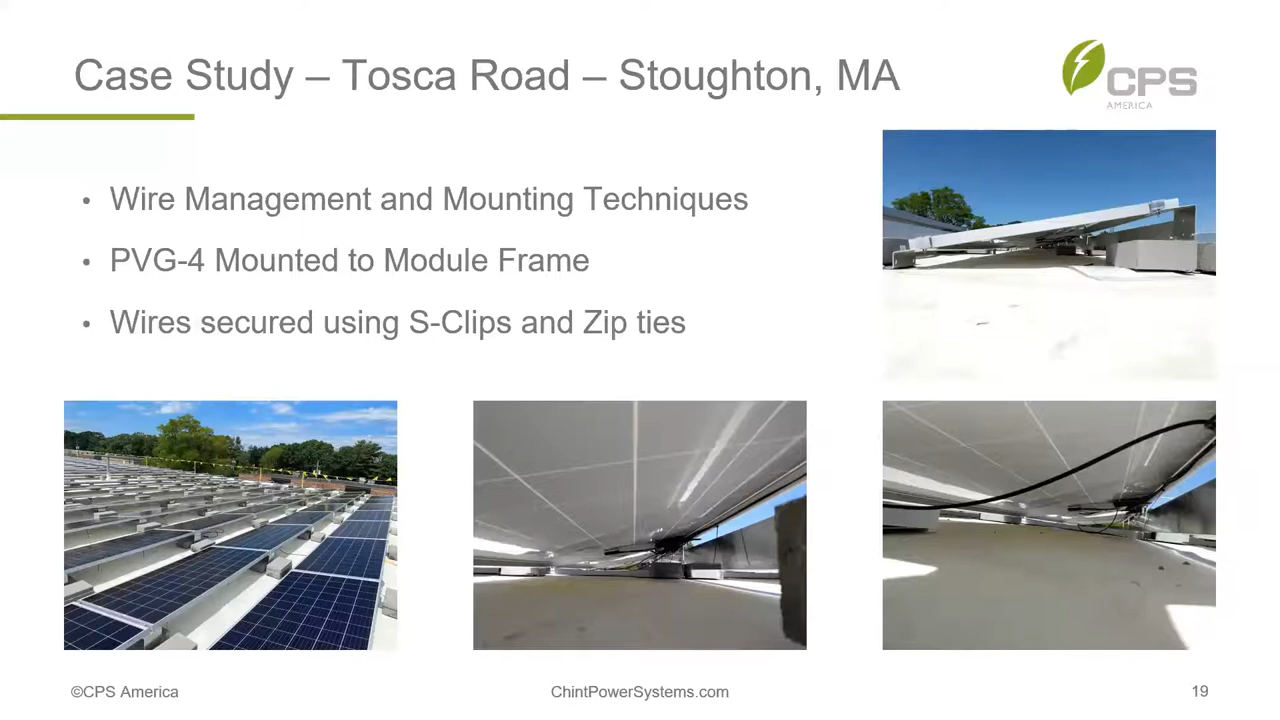 Case Study – Tosca Road – Stoughton, MA
CPS
AMERICA
• Wire Management and Mounting Techniques
• PVG-4 Mounted to Module Frame
• Wires secured using S-Clips and Zip ties
©CPS America
ChintPowerSystems.com
19